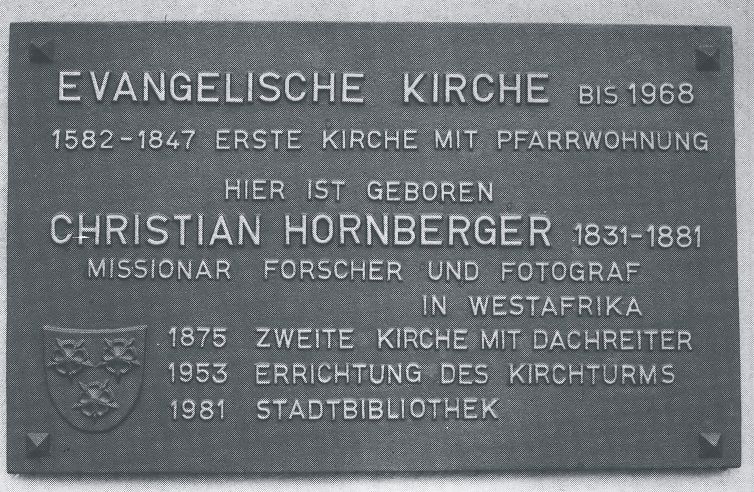 EVANGELISCHE KIRCHE BIS 1968
1582-1847 ERSTE KIRCHE MIT PFARRWOHNUNG
HIER IST GEBOREN
CHRISTIAN HORNBERGER 1831-1881
MISSIONAR FORSCHER UND FOTOGRAF
IN WESTAFRIKA
1875 ZWEITE KIRCHE MIT DACHREITER
1953 ERRICHTUNG DES KIRCHTURMS
1981 STADTBIBLIOTHEK